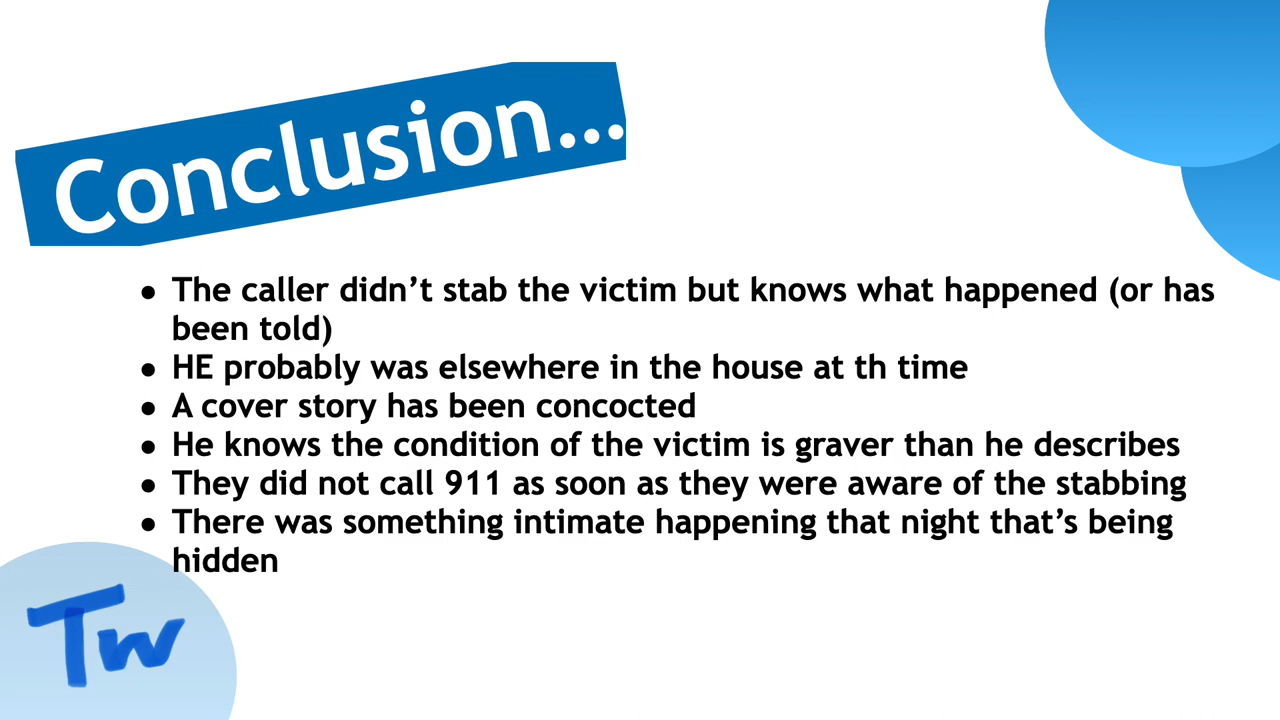 Conclusion...
● The caller didn't stab the victim but knows what happened (or has
been told)
● HE probably was elsewhere in the house at th time
● A cover story has been concocted
● He knows the condition of the victim is graver than he describes
● They did not call 911 as soon as they were aware of the stabbing
● There was something intimate happening that night that's being
hidden
Tw